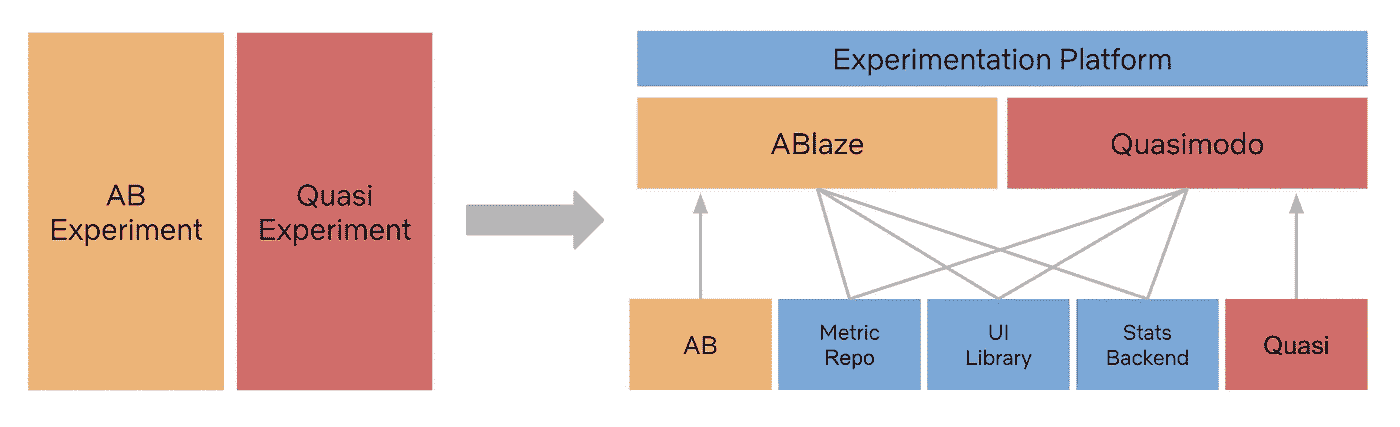 AB
Experiment
Quasi
Experiment
Experimentation Platform
ABlaze
Quasimodo
AB
Metric
Repo
UI
Library
Stats
Backend
Quasi